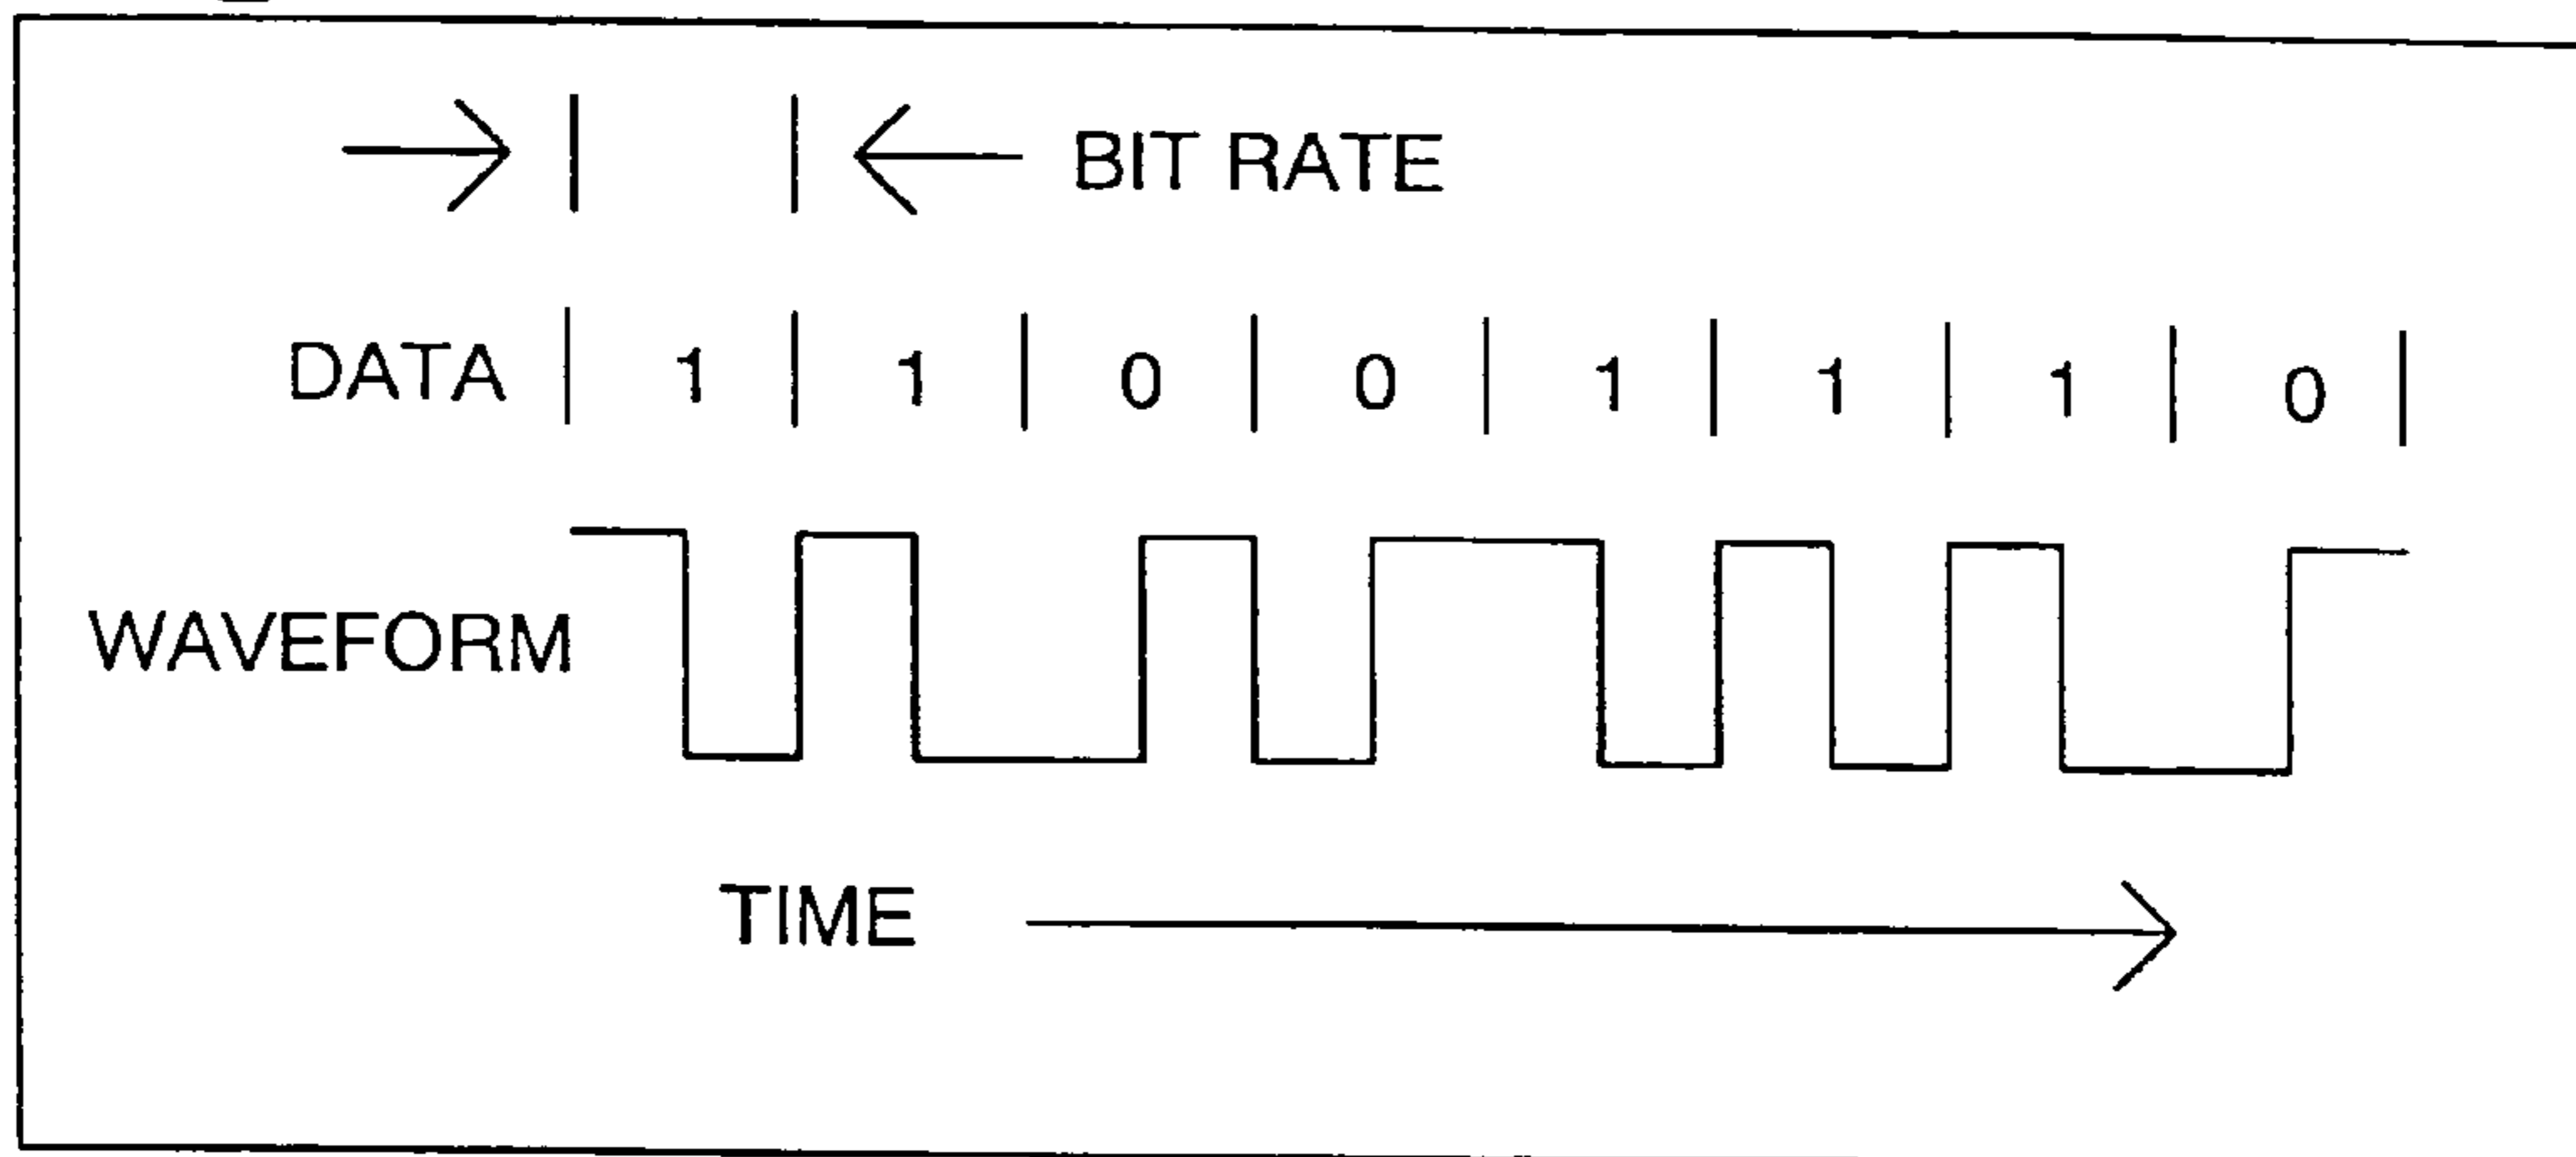 BIT RATE
DATA | 1 | 1 | 0 | 0 | 1 | 1 | 1 | 0 |
WAVEFORM
TIME